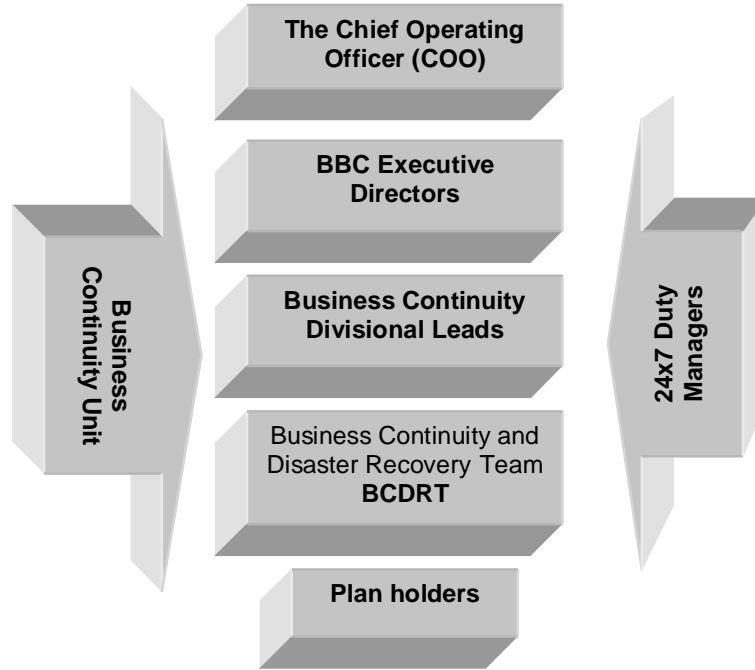 The Chief Operating
Officer (COO)
BBC Executive
Directors
Business Continuity
Divisional Leads
Business Continuity and
Disaster Recovery Team
BCDRT
Plan holders
Business
Continuity Unit
24x7 Duty
Managers